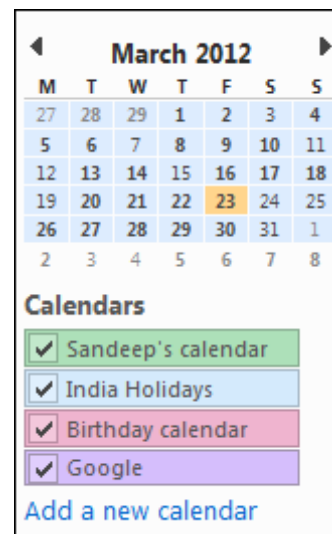 March 2012
M T W T F S S
27 28 29 1 2 3 4
5 6 7 8 9 10 11
12 13 14 15 16 17 18
19 20 21 22 23 24 25
26 27 28 29 30 31 1
2 3 4 5 6 7 8
Calendars
Sandeep's calendar
India Holidays
Birthday calendar
Google
Add a new calendar